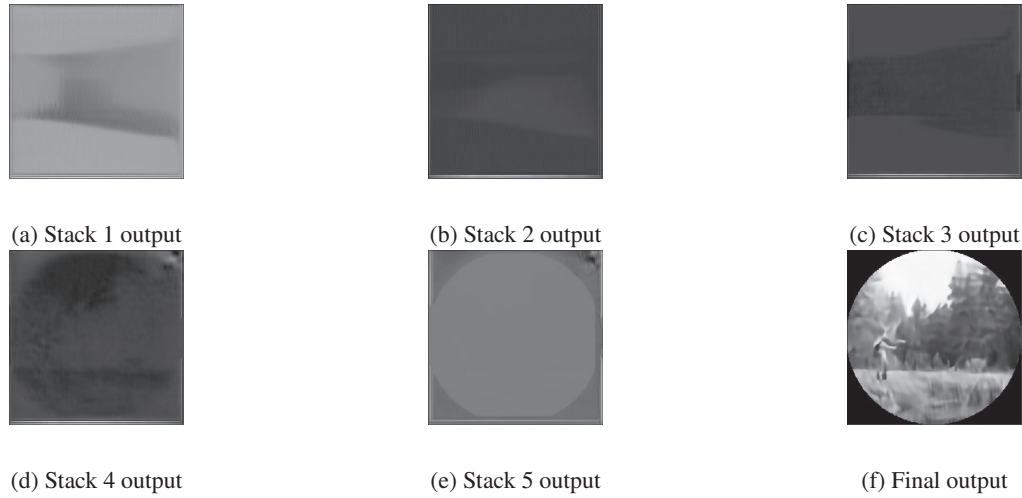 (a) Stack 1 output
(b) Stack 2 output
(c) Stack 3 output
(d) Stack 4 output
(e) Stack 5 output
(f) Final output